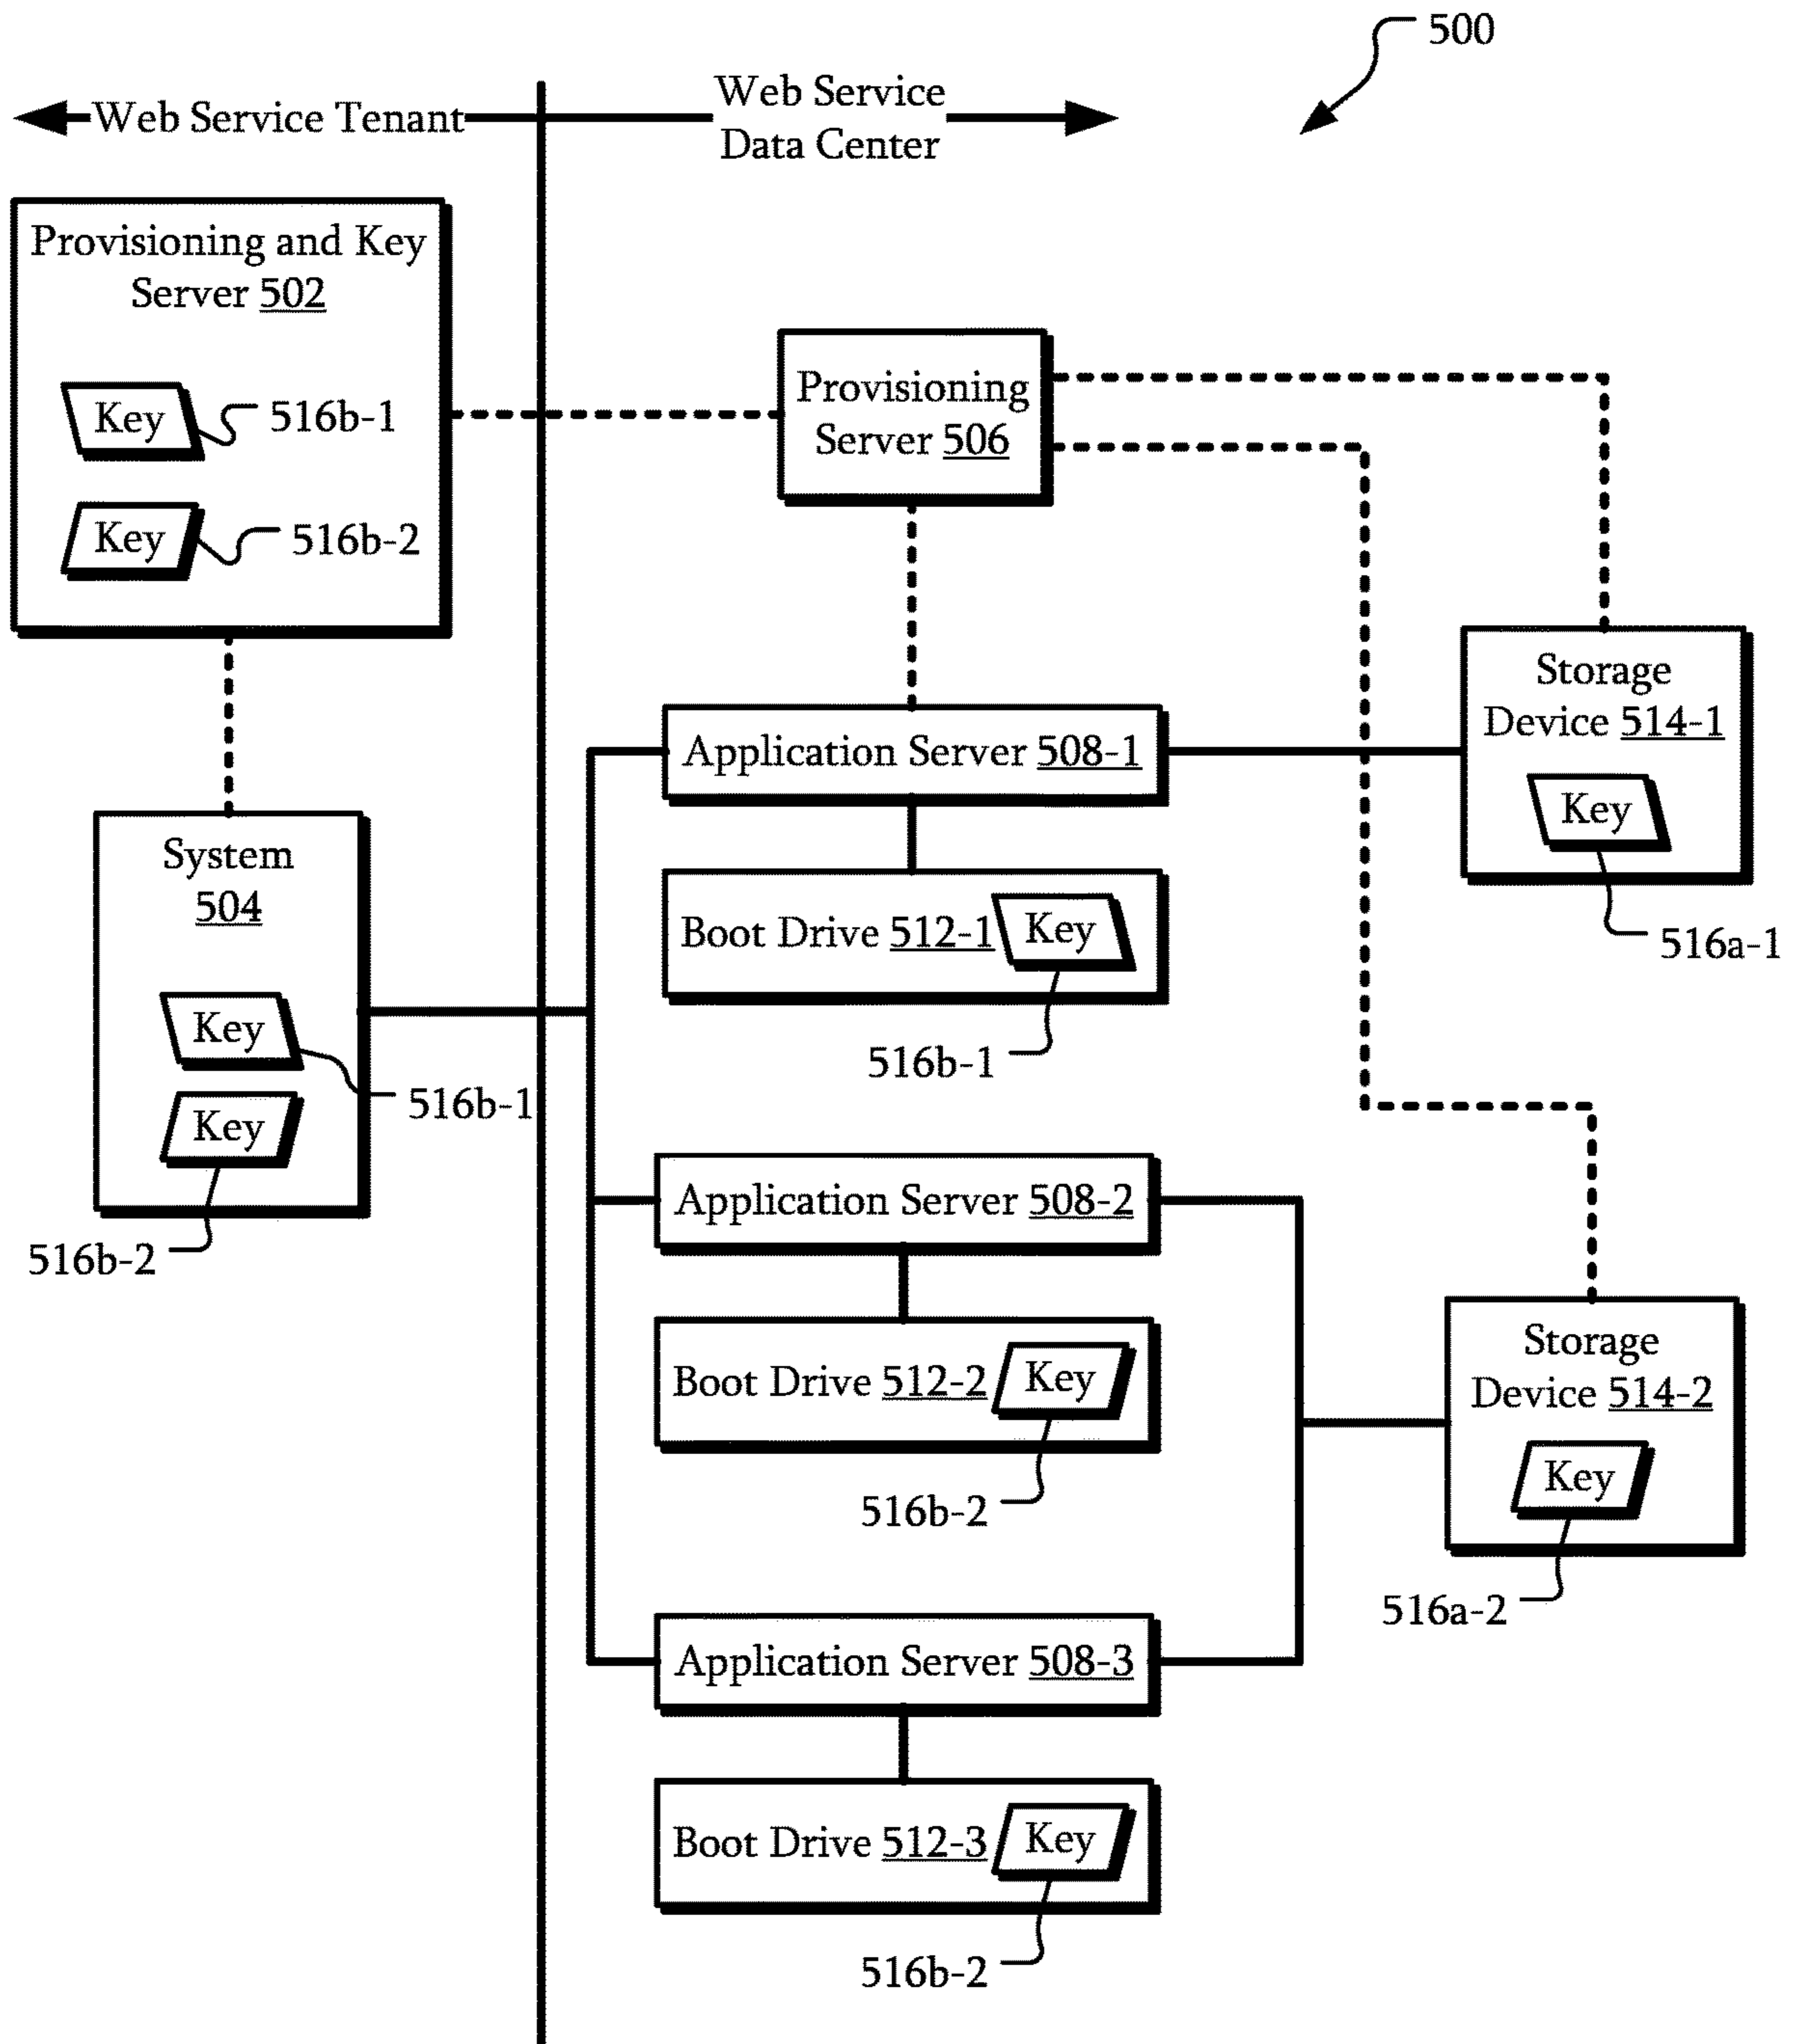 500
Web Service Tenant
Web Service
Data Center
Provisioning and Key
Server 502
Key
516b-1
Key
516b-2
Provisioning
Server 506
Storage
Device 514-1
Key
516a-1
Application Server 508-1
Boot Drive 512-1
Key
516b-1
System
504
Key
516b-1
Key
516b-2
Application Server 508-2
Boot Drive 512-2
Key
516b-2
Storage
Device 514-2
Key
516a-2
Application Server 508-3
Boot Drive 512-3
Key
516b-2